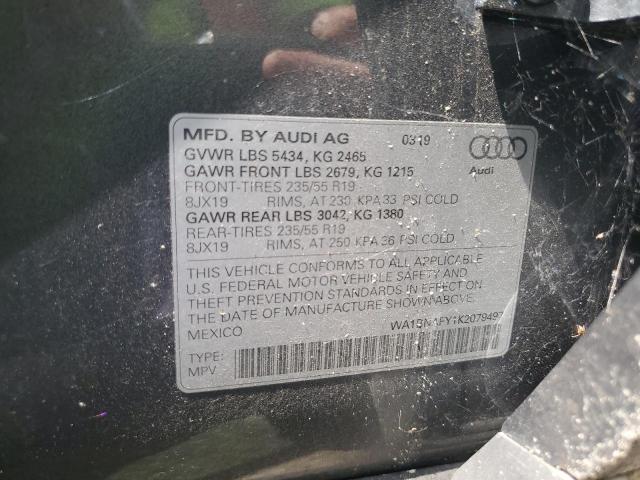 MFD. BY AUDI AG 0319
GVWR LBS 5434, KG 2465
GAWR FRONT LBS 2679, KG 1215
FRONT-TIRES 235/55 R19
8JX19 RIMS, AT 230 KPA 33 PSI COLD
GAWR REAR LBS 3042, KG 1380
REAR-TIRES 235/55 R19
8JX19 RIMS, AT 250 KPA 36 PSI COLD
Audi
THIS VEHICLE CONFORMS TO ALL APPLICABLE
U.S. FEDERAL MOTOR VEHICLE SAFETY AND
THEFT PREVENTION STANDARDS IN EFFECT ON
THE DATE OF MANUFACTURE SHOWN ABOVE.
MEXICO WA1BNAFY1K2079497
TYPE:
MPV